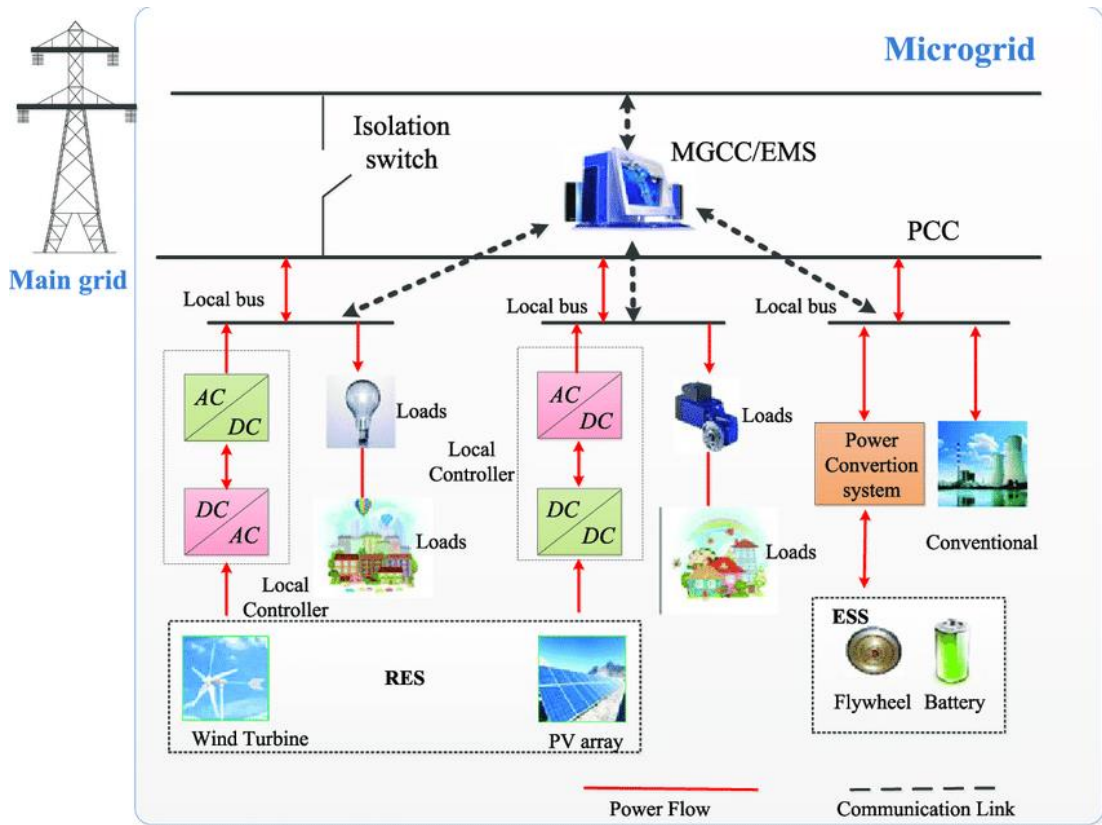 Microgrid
Isolation
switch
MGCC/EMS
PCC
Main grid
Local bus
Local bus
Local bus
AC
DC
Loads
AC
DC
Loads
Local
Controller
Power
Convertion
system
DC
AC
Loads
DC
DC
Loads
Conventional
Local
Controller
RES
ESS
Flywheel
Battery
Wind Turbine
PV array
Power Flow
Communication Link